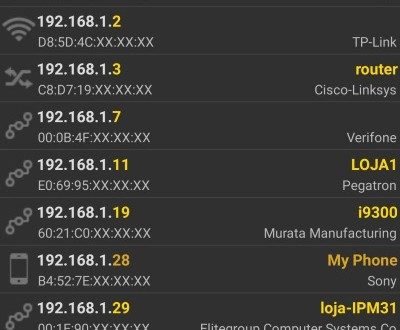 192.168.1.2
D8:5D:4C:XX:XX:XX TP-Link
192.168.1.3 router
C8:D7:19:XX:XX:XX Cisco-Linksys
192.168.1.7
00:0B:4F:XX:XX:XX Verifone
192.168.1.11 LOJA1
E0:69:95:XX:XX:XX Pegatron
192.168.1.19 i9300
60:21:C0:XX:XX:XX Murata Manufacturing
192.168.1.28 My Phone
B4:52:7E:XX:XX:XX Sony
192.168.1.29 loja-IPM31
00:1E:90:XX:XX:XX Elitegroup Computer Systems Co